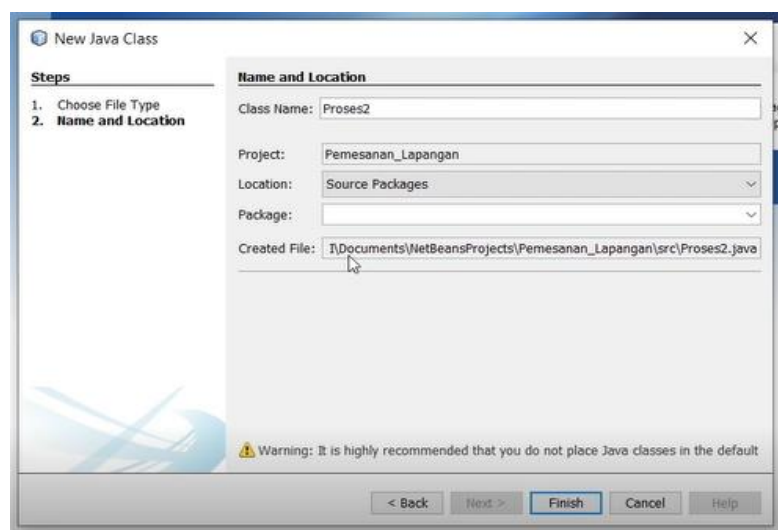 New Java Class
Steps
1. Choose File Type
2. Name and Location
Name and Location
Class Name: Proses2
Project: Pemesanan_Lapangan
Location: Source Packages
Package:
Created File: I\Documents\NetBeansProjects\Pemesanan_Lapangan\src\Proses2.java
Warning: It is highly recommended that you do not place Java classes in the default
< Back Next > Finish Cancel Help